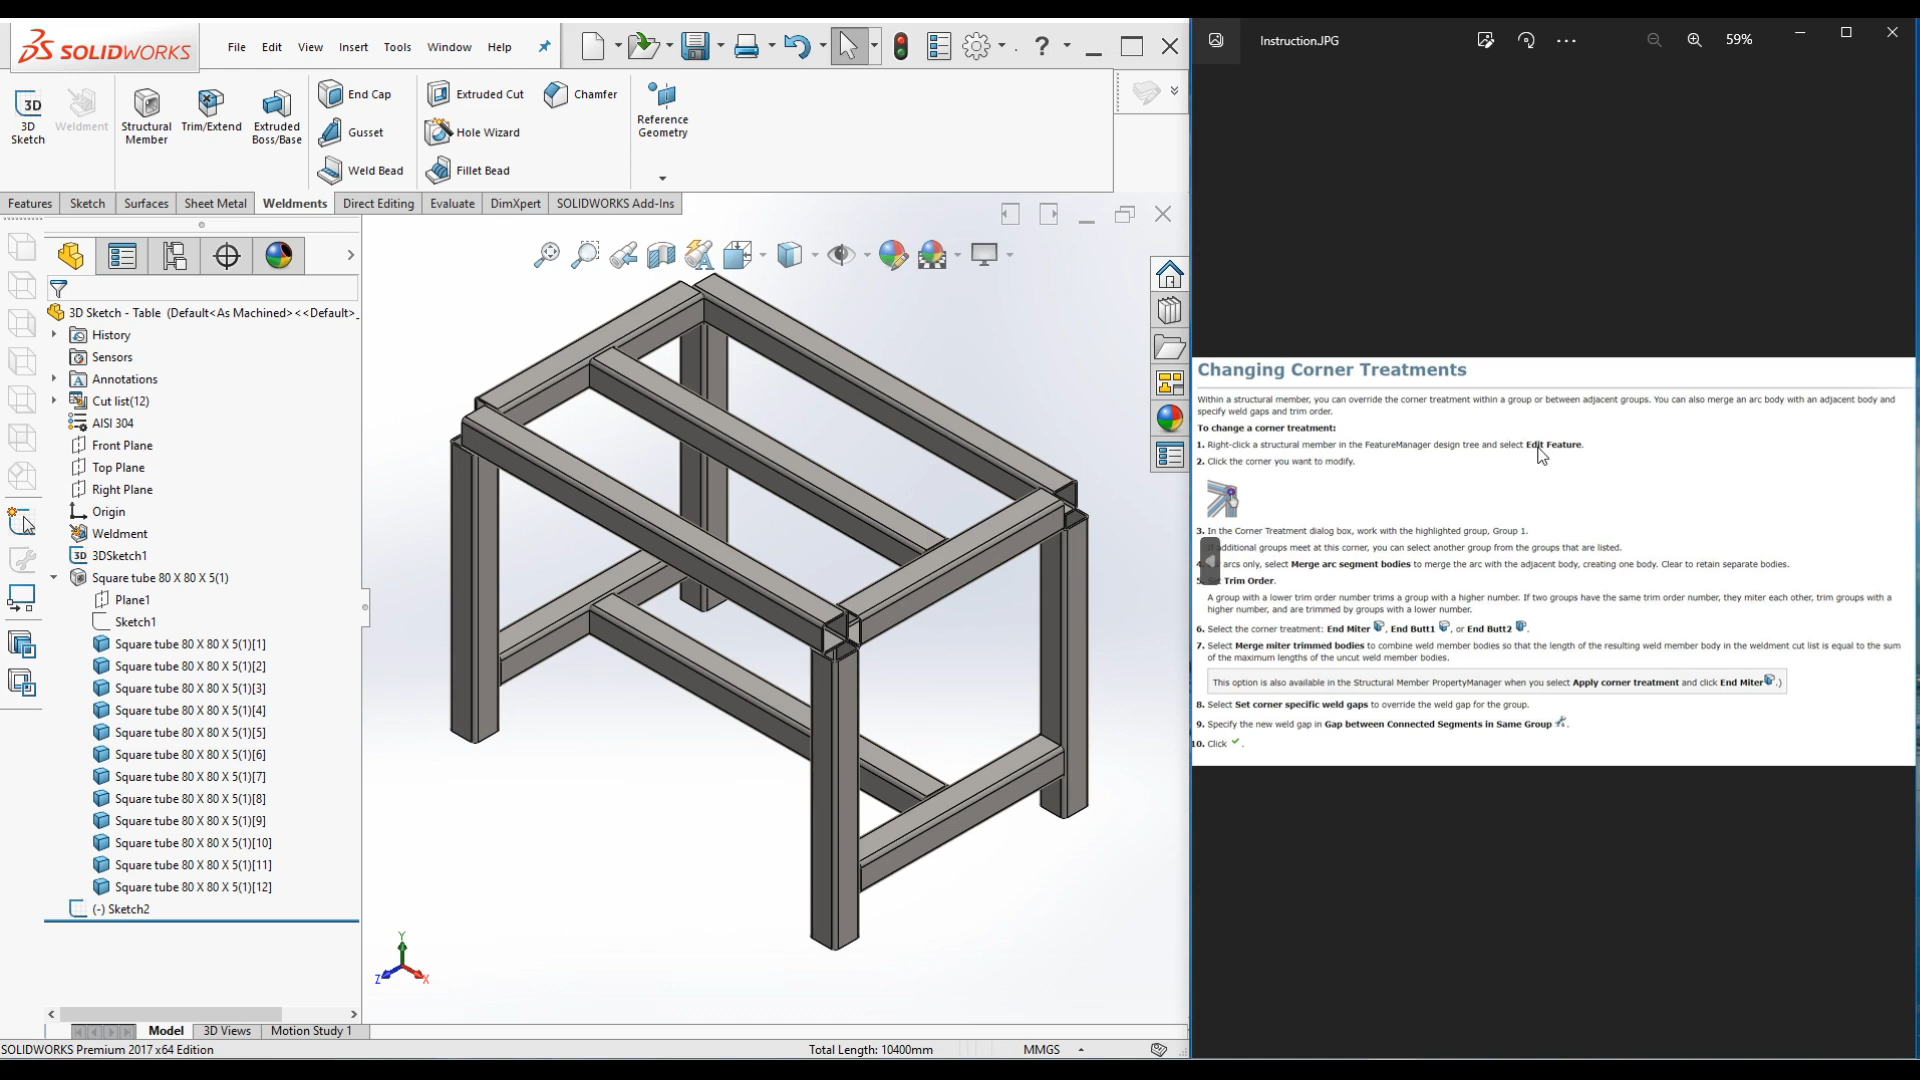 SOLIDWORKS
File Edit View Insert Tools Window Help
3D
Sketch
Weldment
Structural
Member
Trim/Extend
Extruded
Boss/Base
End Cap
Gusset
Weld Bead
Extruded Cut
Hole Wizard
Fillet Bead
Chamfer
Reference
Geometry
Features Sketch Surfaces Sheet Metal Weldments Direct Editing Evaluate DimXpert SOLIDWORKS Add-Ins
3D Sketch - Table (Default<As Machined><<Default>_
History
Sensors
Annotations
Cut list(12)
AISI 304
Front Plane
Top Plane
Right Plane
Origin
Weldment
3D 3DSketch1
Square tube 80 X 80 X 5(1)
Plane1
Sketch1
Square tube 80 X 80 X 5(1)[1]
Square tube 80 X 80 X 5(1)[2]
Square tube 80 X 80 X 5(1)[3]
Square tube 80 X 80 X 5(1)[4]
Square tube 80 X 80 X 5(1)[5]
Square tube 80 X 80 X 5(1)[6]
Square tube 80 X 80 X 5(1)[7]
Square tube 80 X 80 X 5(1)[8]
Square tube 80 X 80 X 5(1)[9]
Square tube 80 X 80 X 5(1)[10]
Square tube 80 X 80 X 5(1)[11]
Square tube 80 X 80 X 5(1)[12]
(-) Sketch2
Y
Z X
Model 3D Views Motion Study 1
SOLIDWORKS Premium 2017 x64 Edition Total Length: 10400mm MMGS
Instruction.JPG 59%
Changing Corner Treatments
Within a structural member, you can override the corner treatment within a group or between adjacent groups. You can also merge an arc body with an adjacent body and
specify weld gaps and trim order.
To change a corner treatment:
1. Right-click a structural member in the FeatureManager design tree and select Edit Feature.
2. Click the corner you want to modify.
3. In the Corner Treatment dialog box, work with the highlighted group, Group 1.
additional groups meet at this corner, you can select another group from the groups that are listed.
arcs only, select Merge arc segment bodies to merge the arc with the adjacent body, creating one body. Clear to retain separate bodies.
Trim Order.
A group with a lower trim order number trims a group with a higher number. If two groups have the same trim order number, they miter each other, trim groups with a
higher number, and are trimmed by groups with a lower number.
6. Select the corner treatment: End Miter , End Butt1 , or End Butt2 .
7. Select Merge miter trimmed bodies to combine weld member bodies so that the length of the resulting weld member body in the weldment cut list is equal to the sum
of the maximum lengths of the uncut weld member bodies.
This option is also available in the Structural Member PropertyManager when you select Apply corner treatment and click End Miter .)
8. Select Set corner specific weld gaps to override the weld gap for the group.
9. Specify the new weld gap in Gap between Connected Segments in Same Group .
10. Click .